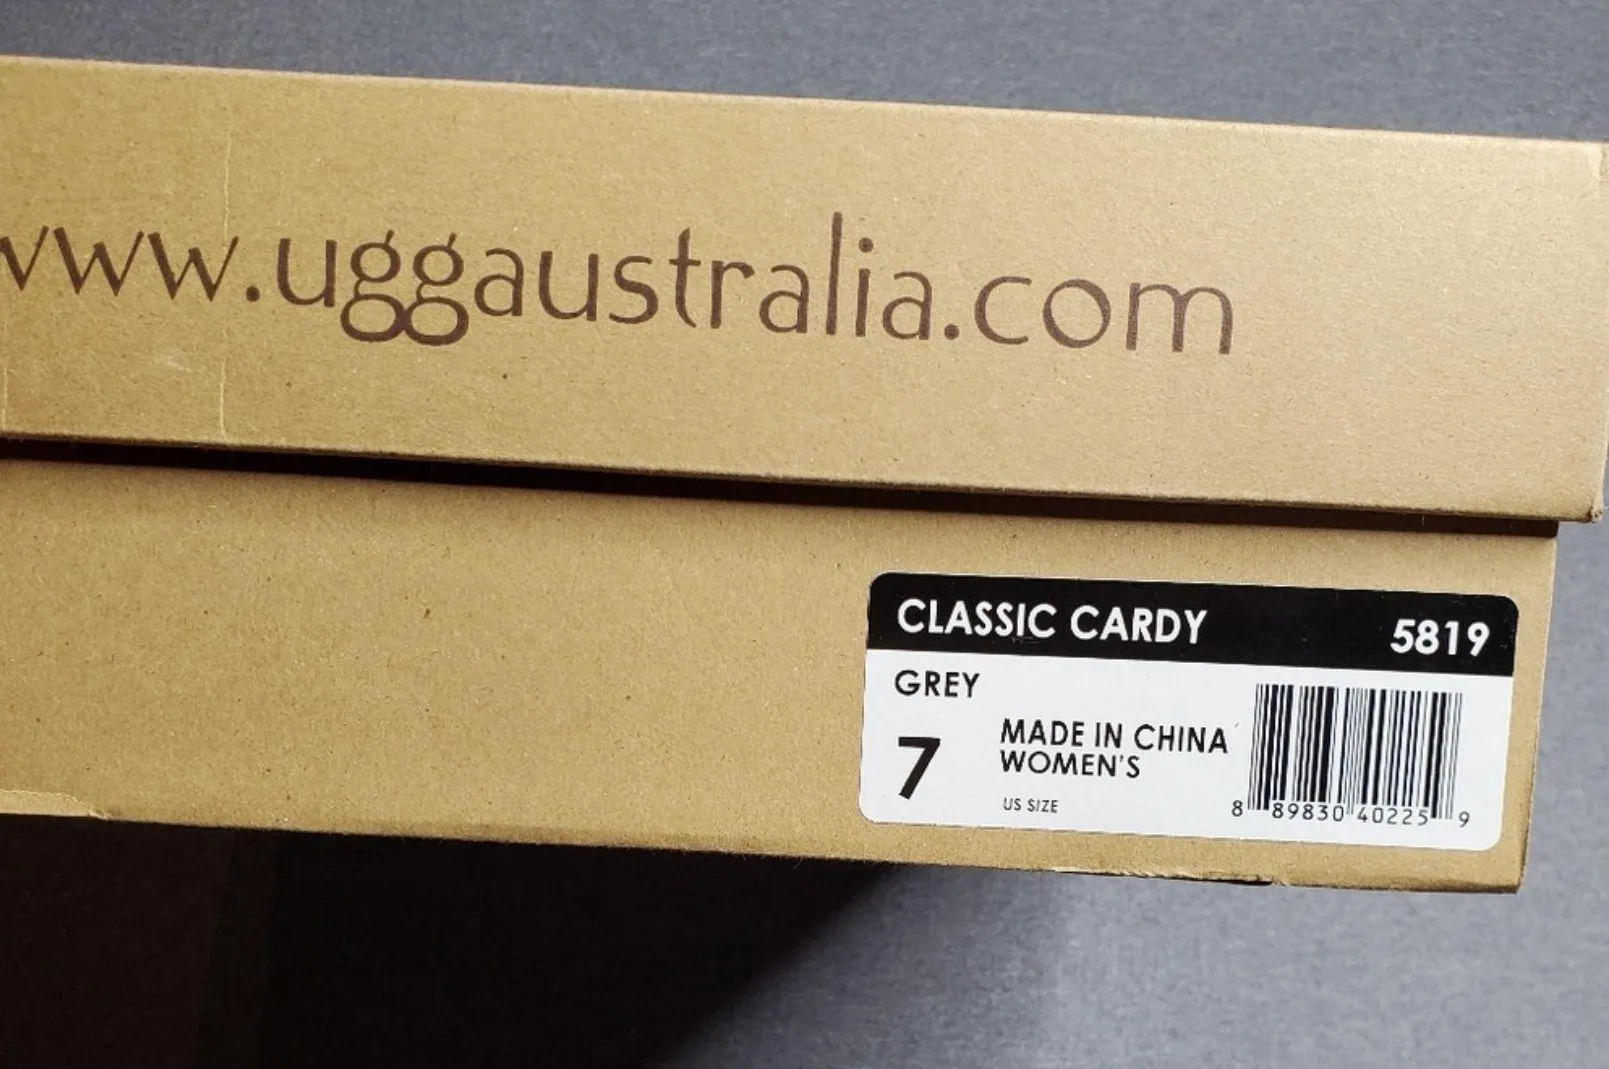 www.uggaustralia.com
CLASSIC CARDY 5819
GREY
7
MADE IN CHINA
WOMEN'S
US SIZE
8 89830 40225 9